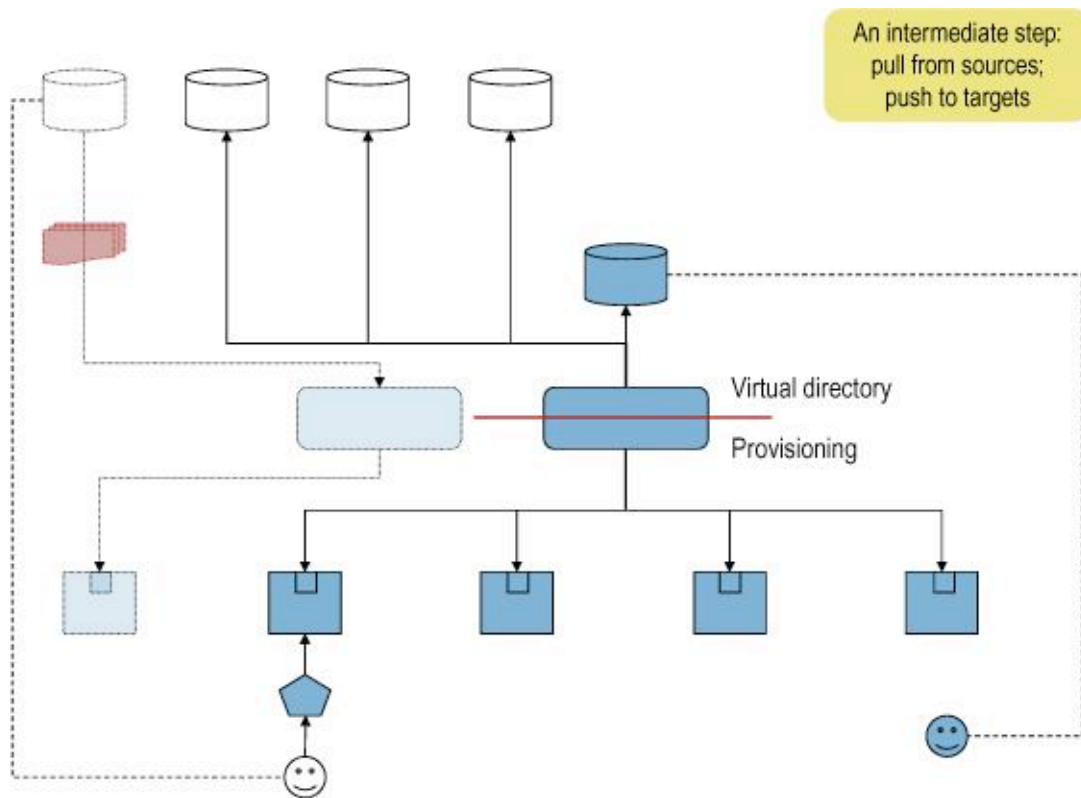 An intermediate step:
pull from sources;
push to targets
Virtual directory
Provisioning